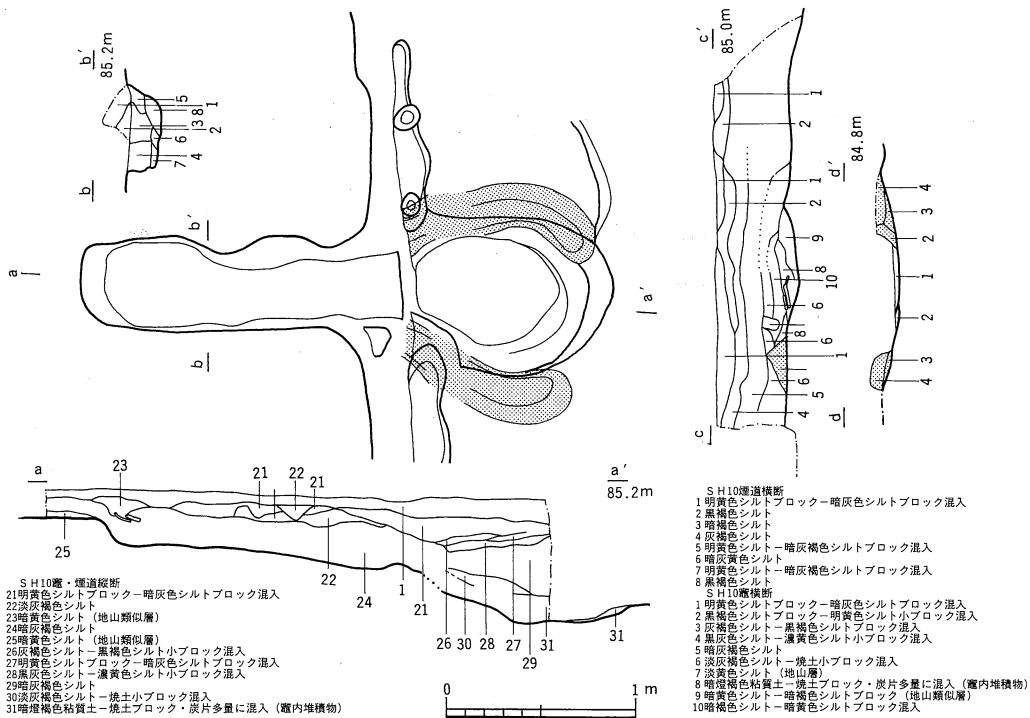 b'
85.2m
5
1
8
3
2
6
4
7
b
b'
a
a'
b
c'
85.0m
1
2
1
2
9
8
10
6
8
6
1
6
5
4
c
d'
84.8m
4
3
2
1
2
3
4
d
a
23
21
22
21
a'
85.2m
25
22
24
1
21
26
30
28
27
29
31
31
ＳＨ10竈・煙道縦断
21明黄色シルトブロック－暗灰色シルトブロック混入
22淡灰褐色シルト
23暗黄色シルト（地山類似層）
24暗灰褐色シルト
25暗黄色シルト（地山類似層）
26灰褐色シルト－黒褐色シルト小ブロック混入
27明黄色シルトブロック－暗灰色シルトブロック混入
28黒灰色シルト－濃黄色シルト小ブロック混入
29暗灰褐色シルト
30淡灰褐色シルト－焼土小ブロック混入
31暗燈褐色粘質土－焼土ブロック・炭片多量に混入（竈内堆積物）
0
1 m
ＳＨ10煙道横断
1 明黄色シルトブロック－暗灰色シルトブロック混入
2 黒褐色シルト
3 暗褐色シルト
4 灰褐色シルト
5 明黄色シルト－暗灰褐色シルトブロック混入
6 暗灰黄色シルト
7 明黄色シルト－暗灰褐色シルトブロック混入
8 黒褐色シルト
ＳＨ10竈横断
1 明黄色シルトブロック－暗灰色シルトブロック混入
2 黒褐色シルトブロック－明黄色シルト小ブロック混入
3 灰褐色シルト－黒褐色シルトブロック混入
4 黒灰色シルト－濃黄色シルト小ブロック混入
5 暗灰褐色シルト
6 淡灰褐色シルト－焼土小ブロック混入
7 淡黄色シルト（地山層）
8 暗燈褐色粘質土－焼土ブロック・炭片多量に混入（竈内堆積物）
9 暗黄色シルト－暗褐色シルトブロック（地山類似層）
10暗褐色シルト－暗黄色シルトブロック混入